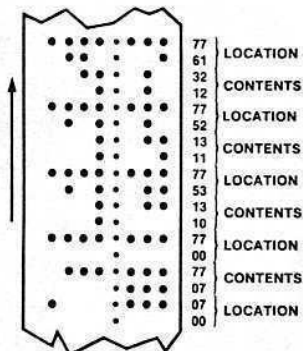 77 LOCATION
61
32 CONTENTS
12
77 LOCATION
52
13 CONTENTS
11
77 LOCATION
53
13 CONTENTS
10
77 LOCATION
00
77 CONTENTS
07
07 LOCATION
00